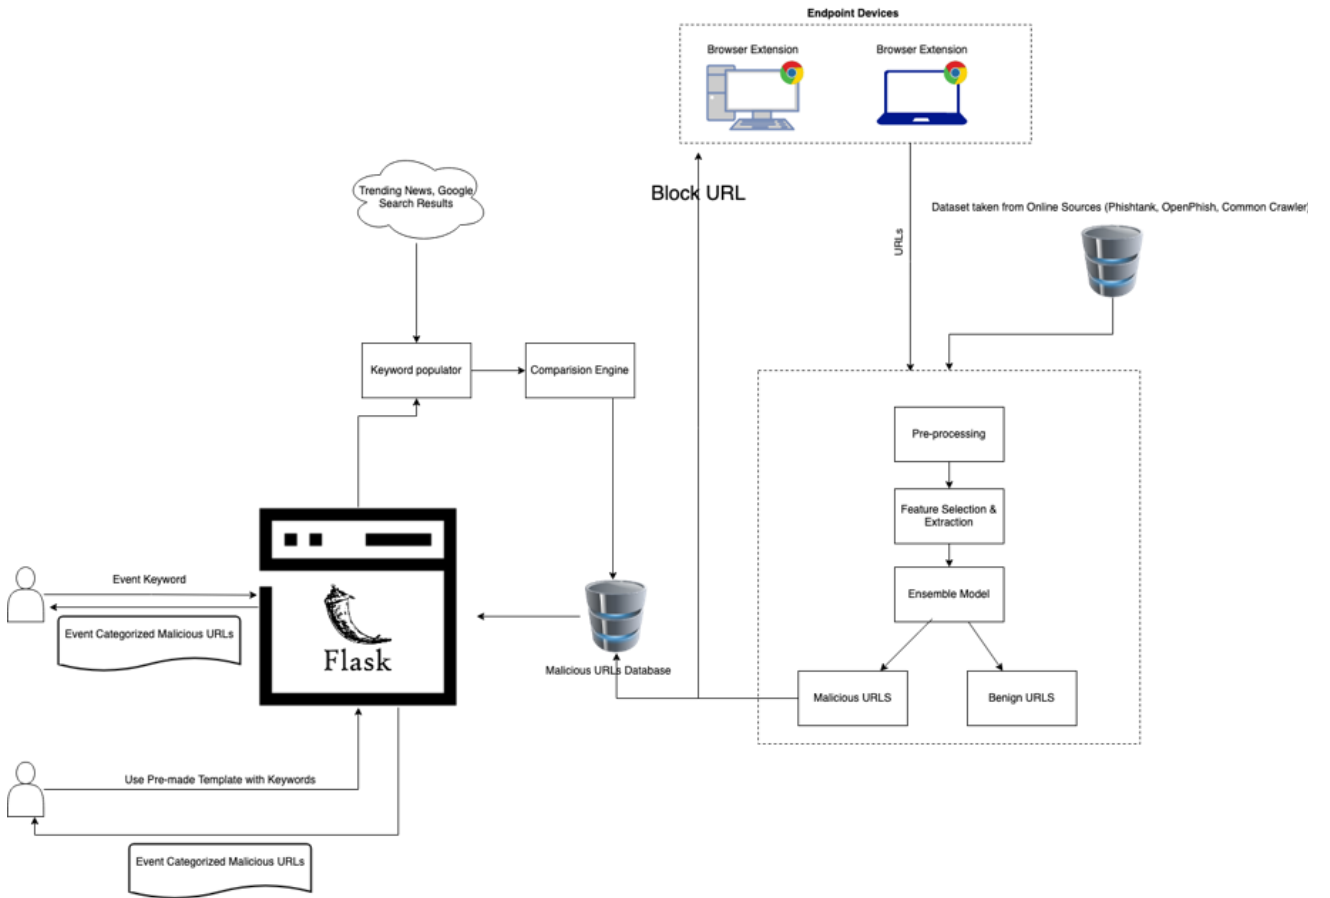 Endpoint Devices
Browser Extension
Browser Extension
Trending News, Google
Search Results
Block URL
Dataset taken from Online Sources (Phishtank, OpenPhish, Common Crawler)
URLs
Keyword populator
Comparision Engine
Pre-processing
Feature Selection &
Extraction
Ensemble Model
Event Keyword
Event Categorized Malicious URLs
Flask
Malicious URLs Database
Malicious URLS
Benign URLS
Use Pre-made Template with Keywords
Event Categorized Malicious URLs